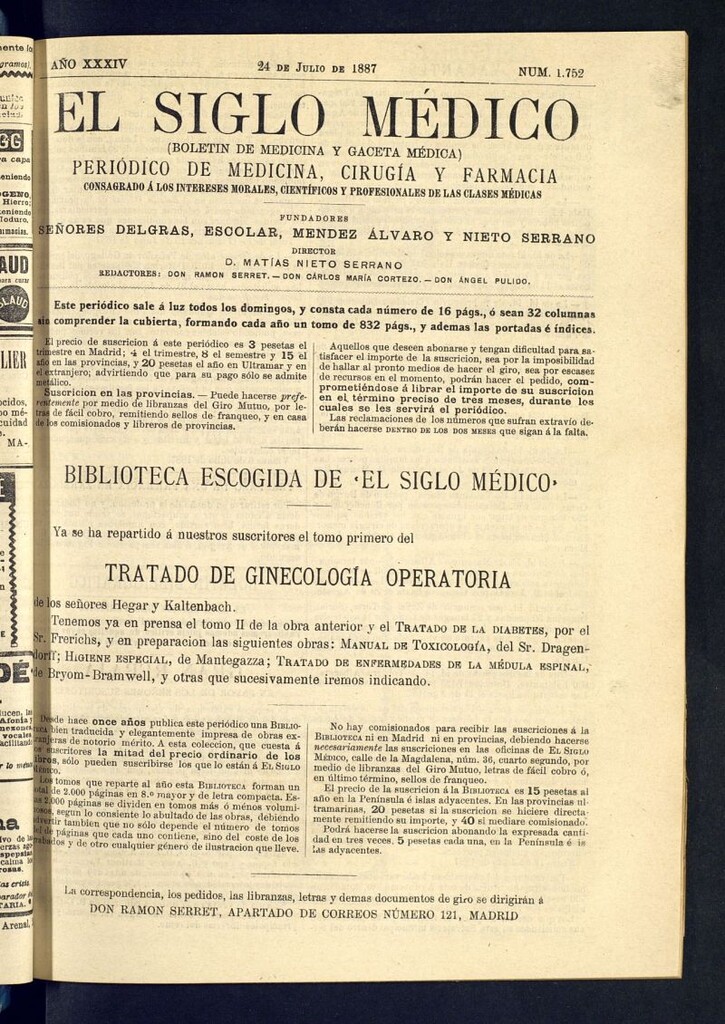 AÑO XXXIV
24 DE JULIO DE 1887
NUM. 1.752
EL SIGLO MÉDICO
(BOLETIN DE MEDICINA Y GACETA MÉDICA)
PERIÓDICO DE MEDICINA, CIRUGÍA Y FARMACIA
CONSAGRADO Á LOS INTERESES MORALES, CIENTÍFICOS Y PROFESIONALES DE LAS CLASES MÉDICAS
FUNDADORES
SEÑORES DELGRAS, ESCOLAR, MENDEZ ÁLVARO Y NIETO SERRANO
DIRECTOR
D. MATÍAS NIETO SERRANO
REDACTORES: DON RAMON SERRET.—DON CÁRLOS MARÍA CORTEZO.—DON ÁNGEL PULIDO.
Este periódico sale á luz todos los domingos, y consta cada número de 16 págs., ó sean 32 columnas
sin comprender la cubierta, formando cada año un tomo de 832 págs., y ademas las portadas é índices.
El precio de suscricion á este periódico es 3 pesetas el
trimestre en Madrid; 4 el trimestre, 8 el semestre y 15 el
año en las provincias, y 20 pesetas el año en Ultramar y en
el extranjero; advirtiendo que para su pago sólo se admite
metálico.
Suscricion en las provincias.—Puede hacerse prefe-
rentemente por medio de libranzas del Giro Mutuo, por le-
tras de fácil cobro, remitiendo sellos de franqueo, y en casa
de los comisionados y libreros de provincias.
Aquellos que deseen abonarse y tengan dificultad para sa-
tisfacer el importe de la suscricion, sea por la imposibilidad
de hallar al pronto medios de hacer el giro, sea por escasez
de recursos en el momento, podrán hacer el pedido, com-
prometiéndose á librar el importe de su suscricion
en el término preciso de tres meses, durante los
cuales se les servirá el periódico.
Las reclamaciones de los números que sufran extravío de-
berán hacerse DENTRO DE LOS DOS MESES que sigan á la falta.
BIBLIOTECA ESCOGIDA DE «EL SIGLO MÉDICO»
Ya se ha repartido á nuestros suscritores el tomo primero del
TRATADO DE GINECOLOGÍA OPERATORIA
de los señores Hegar y Kaltenbach.
Tenemos ya en prensa el tomo II de la obra anterior y el TRATADO DE LA DIABETES, por el
Sr. Frerichs, y en preparacion las siguientes obras: MANUAL DE TOXICOLOGÍA, del Sr. Dragen-
dorff; HIGIENE ESPECIAL, de Mantegazza; TRATADO DE ENFERMEDADES DE LA MÉDULA ESPINAL,
de Bryom-Bramwell, y otras que sucesivamente iremos indicando.
Desde hace once años publica este periódico una BIBLIO-
TECA bien traducida y elegantemente impresa de obras ex-
tranjeras de notorio mérito. A esta coleccion, que cuesta á
los suscritores la mitad del precio ordinario de los
libros, sólo pueden suscribirse los que lo están á EL SIGLO
MÉDICO.
Los tomos que reparte al año esta BIBLIOTECA forman un
total de 2.000 páginas en 8.º mayor y de letra compacta. Es-
2.000 páginas se dividen en tomos más ó ménos volumi-
nosos, segun lo consiente lo abultado de las obras, debiendo
advertir tambien que no sólo depende el número de tomos
del de páginas que cada uno contiene, sino del coste de los
grabados y de otro cualquier género de ilustracion que lleve.
No hay comisionados para recibir las suscriciones á la
BIBLIOTECA ni en Madrid ni en provincias, debiendo hacerse
necesariamente las suscriciones en las oficinas de EL SIGLO
MÉDICO, calle de la Magdalena, núm. 36, cuarto segundo, por
medio de libranzas del Giro Mutuo, letras de fácil cobro ó,
en último término, sellos de franqueo.
El precio de la suscricion á la BIBLIOTECA es 15 pesetas al
año en la Península é islas adyacentes. En las provincias ul-
tramarinas, 20 pesetas si la suscricion se hiciere directa-
mente remitiendo su importe, y 40 si mediare comisionado.
Podrá hacerse la suscricion abonando la expresada canti-
dad en tres veces, 5 pesetas cada una, en la Península é is-
las adyacentes.
La correspondencia, los pedidos, las libranzas, letras y demas documentos de giro se dirigirán á
DON RAMON SERRET, APARTADO DE CORREOS NÚMERO 121, MADRID